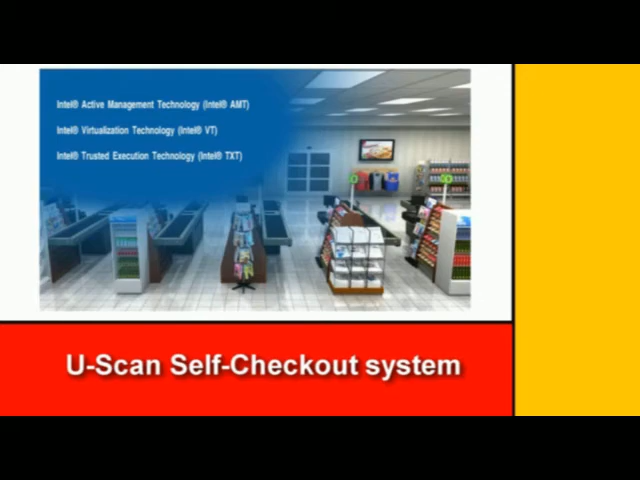 Intel® Active Management Technology (Intel® AMT)
Intel® Virtualization Technology (Intel® VT)
Intel® Trusted Execution Technology (Intel® TXT)
U-Scan Self-Checkout system